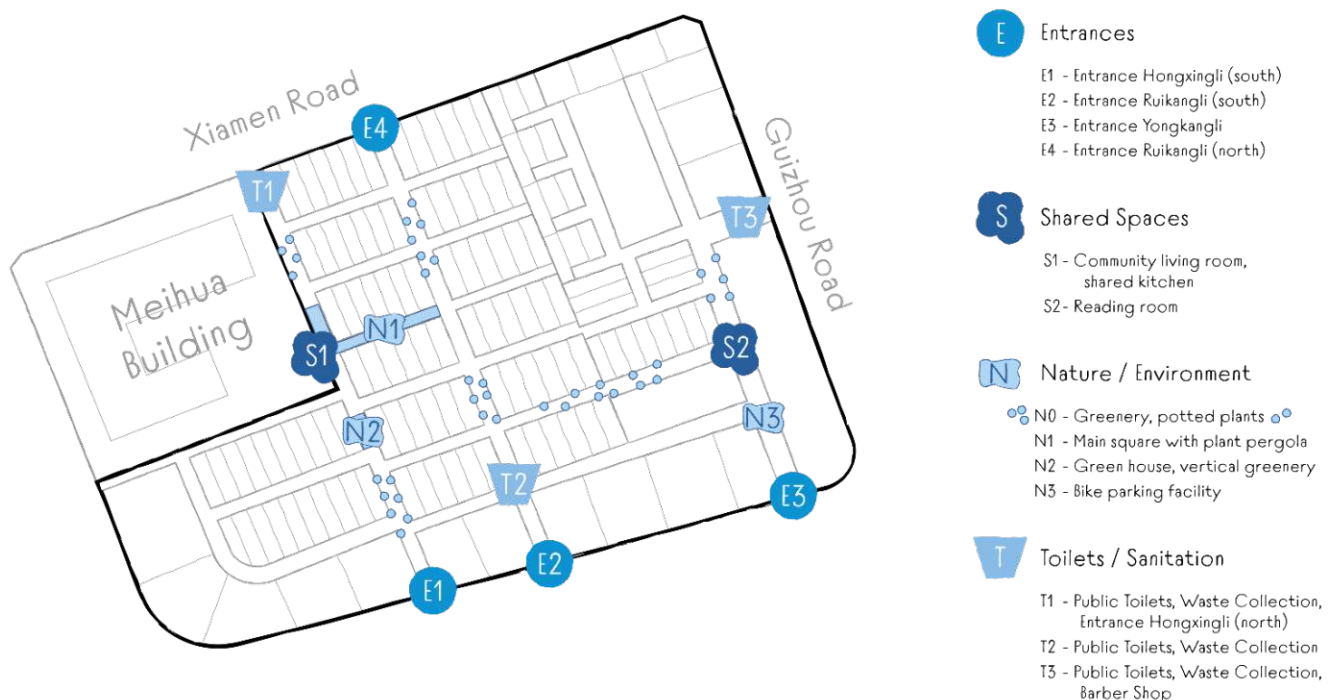 Xiamen Road
E4
T1
Guizhou Road
T3
Meihua
Building
N1
S1
S2
N2
N3
T2
E3
E2
E1
E Entrances
E1 - Entrance Hongxingli (south)
E2 - Entrance Ruikangli (south)
E3 - Entrance Yongkangli
E4 - Entrance Ruikangli (north)
S Shared Spaces
S1 - Community living room,
shared kitchen
S2 - Reading room
N Nature / Environment
N0 - Greenery, potted plants
N1 - Main square with plant pergola
N2 - Green house, vertical greenery
N3 - Bike parking facility
T Toilets / Sanitation
T1 - Public Toilets, Waste Collection,
Entrance Hongxingli (north)
T2 - Public Toilets, Waste Collection
T3 - Public Toilets, Waste Collection,
Barber Shop